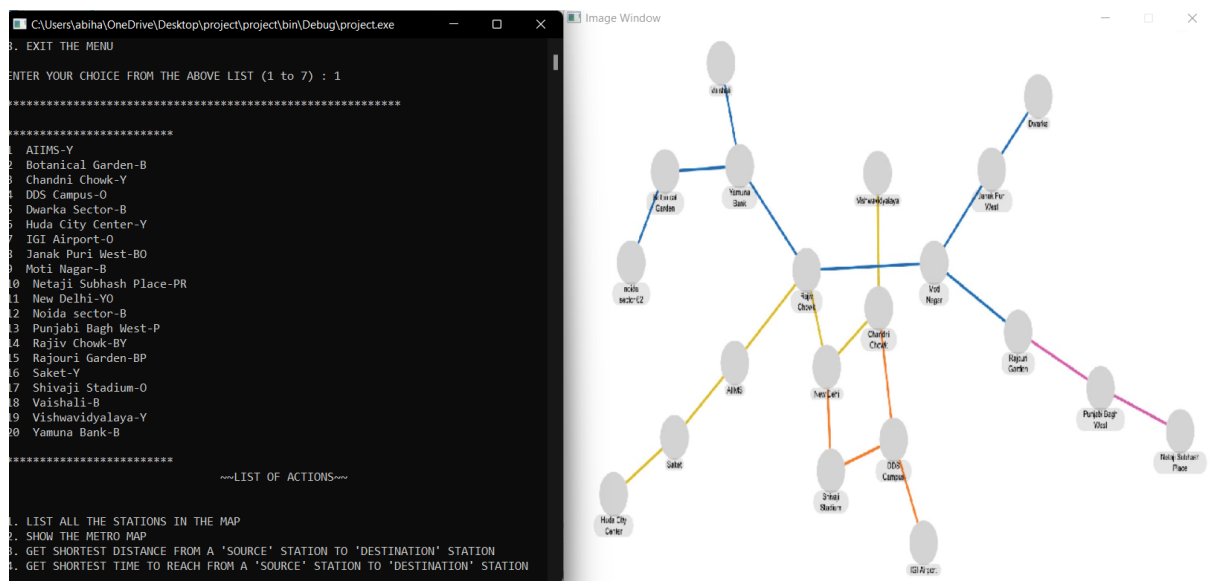 C:\Users\abiha\OneDrive\Desktop\project\project\bin\Debug\project.exe
. EXIT THE MENU
ENTER YOUR CHOICE FROM THE ABOVE LIST (1 to 7) : 1
************************************************************
*************************
1 AIIMS-Y
2 Botanical Garden-B
3 Chandni Chowk-Y
4 DDS Campus-O
5 Dwarka Sector-B
6 Huda City Center-Y
7 IGI Airport-O
8 Janak Puri West-BO
9 Moti Nagar-B
10 Netaji Subhash Place-PR
11 New Delhi-YO
12 Noida sector-B
13 Punjabi Bagh West-P
14 Rajiv Chowk-BY
15 Rajouri Garden-BP
16 Saket-Y
17 Shivaji Stadium-O
18 Vaishali-B
19 Vishwavidyalaya-Y
20 Yamuna Bank-B
*************************
~~LIST OF ACTIONS~~
1. LIST ALL THE STATIONS IN THE MAP
2. SHOW THE METRO MAP
3. GET SHORTEST DISTANCE FROM A 'SOURCE' STATION TO 'DESTINATION' STATION
4. GET SHORTEST TIME TO REACH FROM A 'SOURCE' STATION TO 'DESTINATION' STATION
Image Window
Vaishali
Dwarka
Botanical
Garden
Yamuna
Bank
Vishwavidyalaya
Janak Puri
West
noida
sector-62
Rajiv
Chowk
Moti
Nagar
Chandni
Chowk
Rajouri
Garden
AIIMS
New Delhi
Punjabi Bagh
West
Saket
DDS
Campus
Netaji Subhash
Place
Shivaji
Stadium
Huda City
Center
IGI Airport